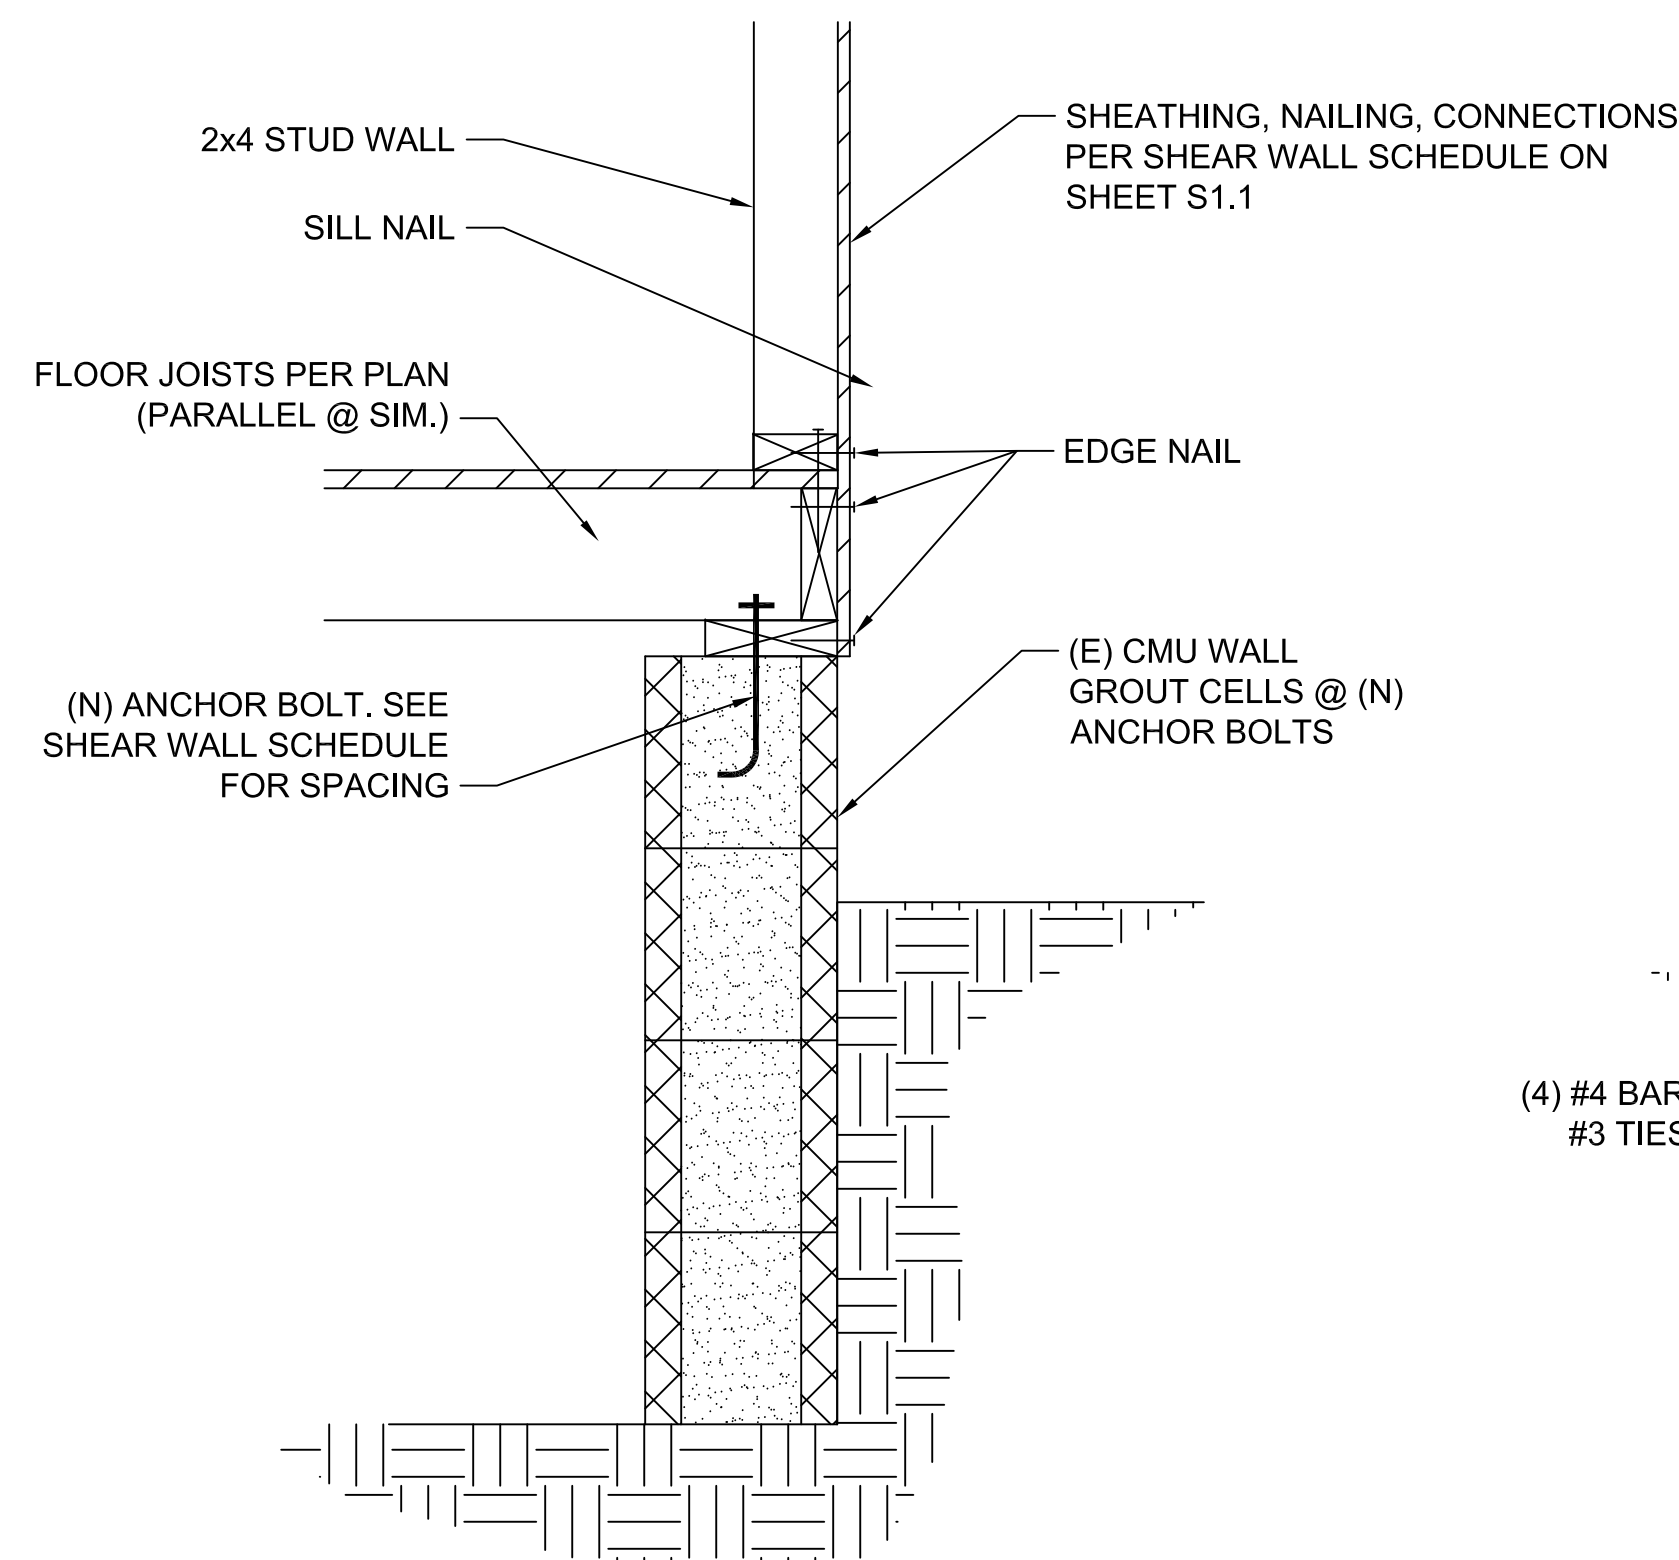 2x4 STUD WALL
SILL NAIL
FLOOR JOISTS PER PLAN
(PARALLEL @ SIM.)
(N) ANCHOR BOLT. SEE
SHEAR WALL SCHEDULE
FOR SPACING
SHEATHING, NAILING, CONNECTIONS
PER SHEAR WALL SCHEDULE ON
SHEET S1.1
EDGE NAIL
(E) CMU WALL
GROUT CELLS @ (N)
ANCHOR BOLTS
(4) #4 BAR
#3 TIES